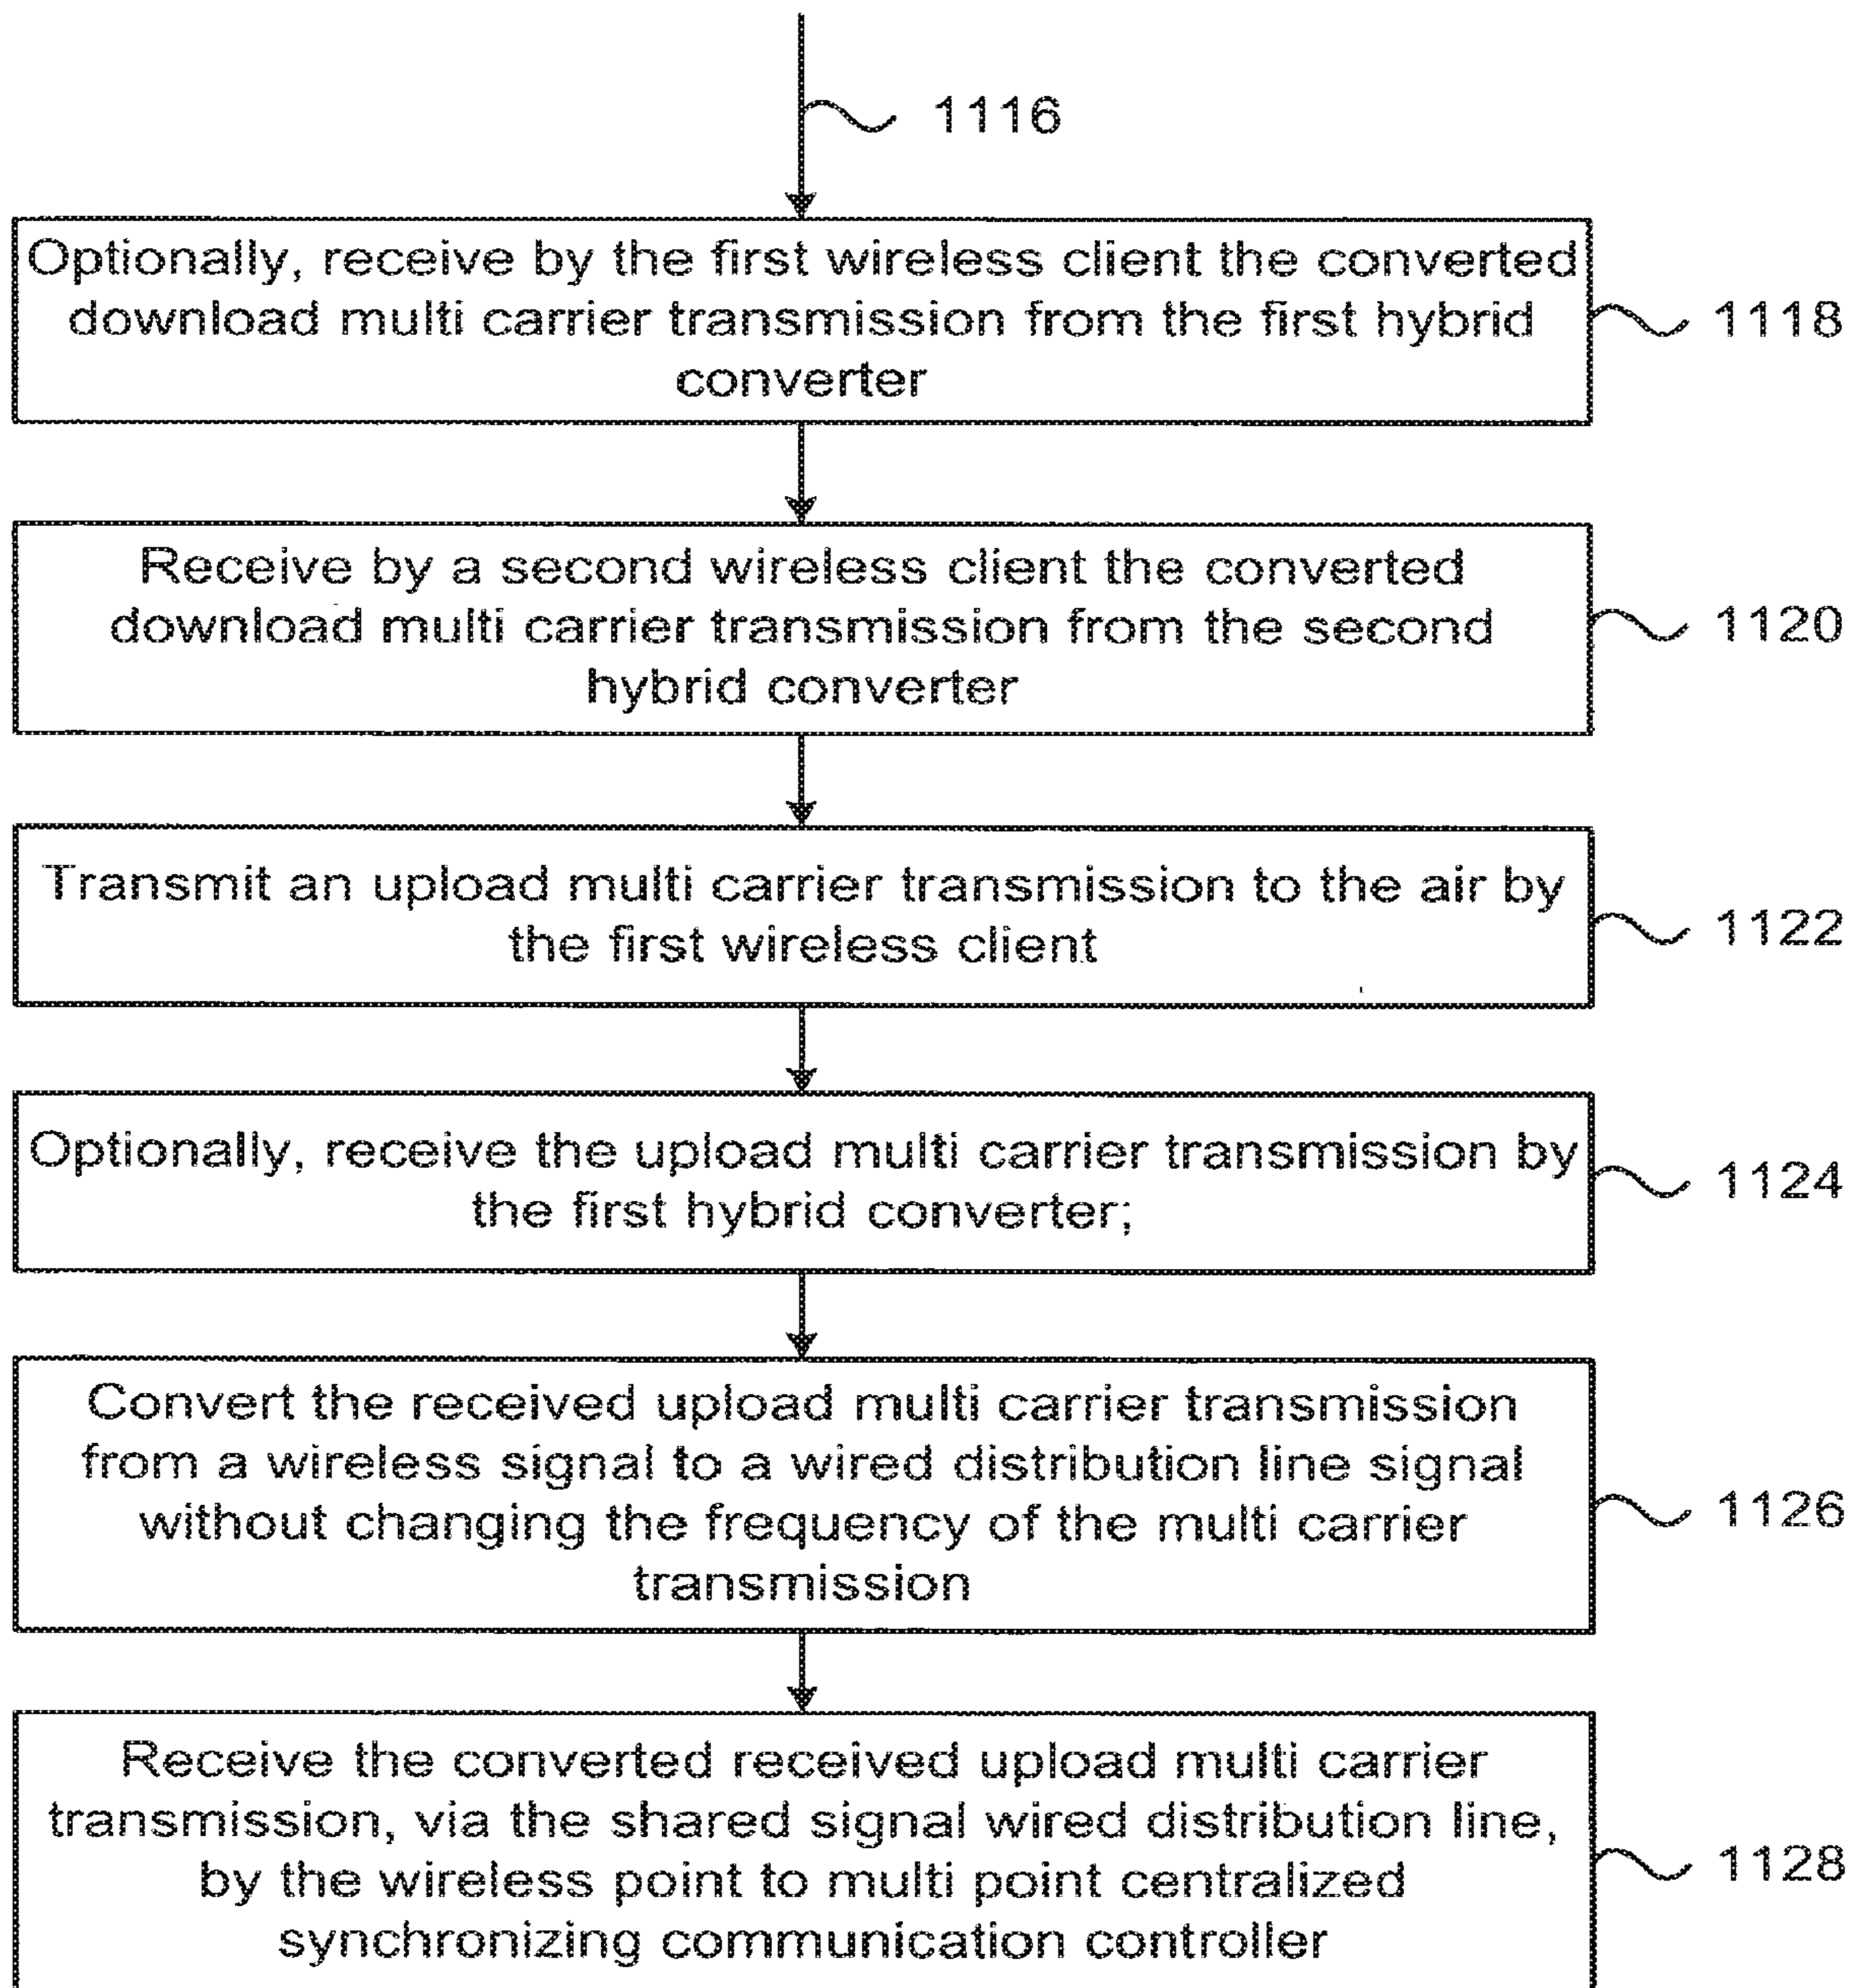 1116
Optionally, receive by the first wireless client the converted
download multi carrier transmission from the first hybrid
converter
1118
Receive by a second wireless client the converted
download multi carrier transmission from the second
hybrid converter
1120
Transmit an upload multi carrier transmission to the air by
the first wireless client
1122
Optionally, receive the upload multi carrier transmission by
the first hybrid converter;
1124
Convert the received upload multi carrier transmission
from a wireless signal to a wired distribution line signal
without changing the frequency of the multi carrier
transmission
1126
Receive the converted received upload multi carrier
transmission, via the shared signal wired distribution line,
by the wireless point to multi point centralized
synchronizing communication controller
1128